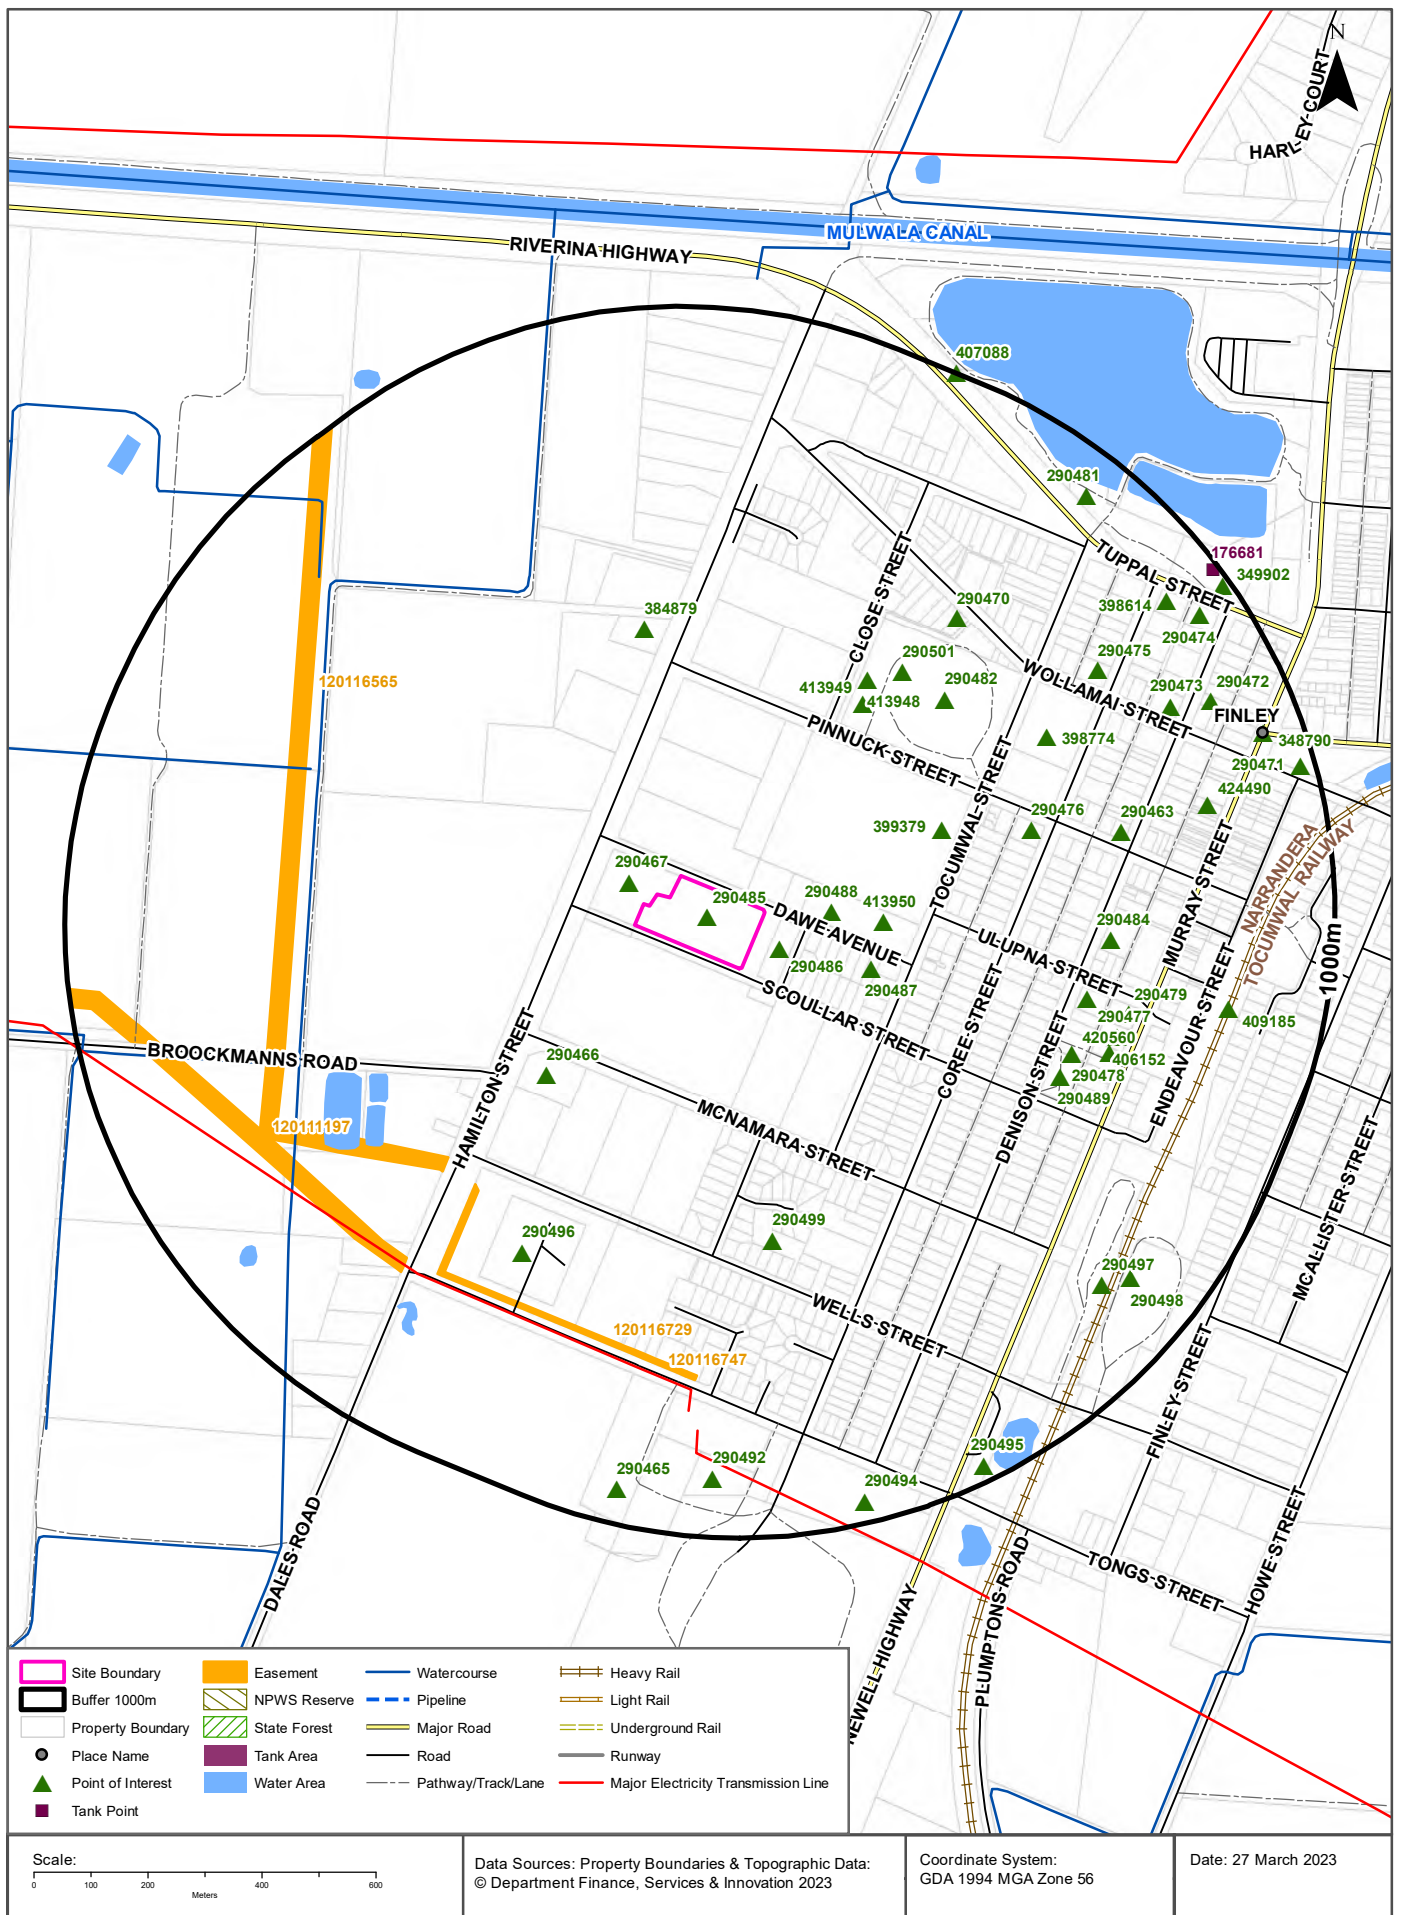 N
HARLEY COURT
MULWALA CANAL
RIVERINA HIGHWAY
407088
290481
TUPPAL STREET
176681
349902
398614
290474
290470
CLOSE STREET
384879
290501
290475
290482
WOLLAMAI STREET
290473
290472
413949
413948
FINLEY
120116565
PINNUCK STREET
398774
348790
290471
424490
TOCUMWAL STREET
290476
290463
399379
MURRAY STREET
NARRANDERA
TOCUMWAL RAILWAY
290467
290485
290488
413950
DAWE AVENUE
290484
ULUPNA STREET
1000m
290486
290487
SCOULLAR STREET
COREE STREET
290479
290477
ENDEAVOUR STREET
409185
HAMILTON STREET
BROOCKMANNS ROAD
290466
DENISON STREET
420560
406152
290478
290489
MCNAMARA STREET
120111197
MCALLISTER STREET
290499
290496
290497
290498
WELLS STREET
120116729
120116747
FINLEY STREET
290495
290465
290492
290494
DALES ROAD
HOWE STREET
TONGS STREET
PLUMPTONS ROAD
NEWELL HIGHWAY
Site Boundary
Buffer 1000m
Property Boundary
Place Name
Point of Interest
Tank Point
Easement
NPWS Reserve
State Forest
Tank Area
Water Area
Watercourse
Pipeline
Major Road
Road
Pathway/Track/Lane
Heavy Rail
Light Rail
Underground Rail
Runway
Major Electricity Transmission Line
Scale:
0 100 200 400 600
Meters
Data Sources: Property Boundaries & Topographic Data:
© Department Finance, Services & Innovation 2023
Coordinate System:
GDA 1994 MGA Zone 56
Date: 27 March 2023